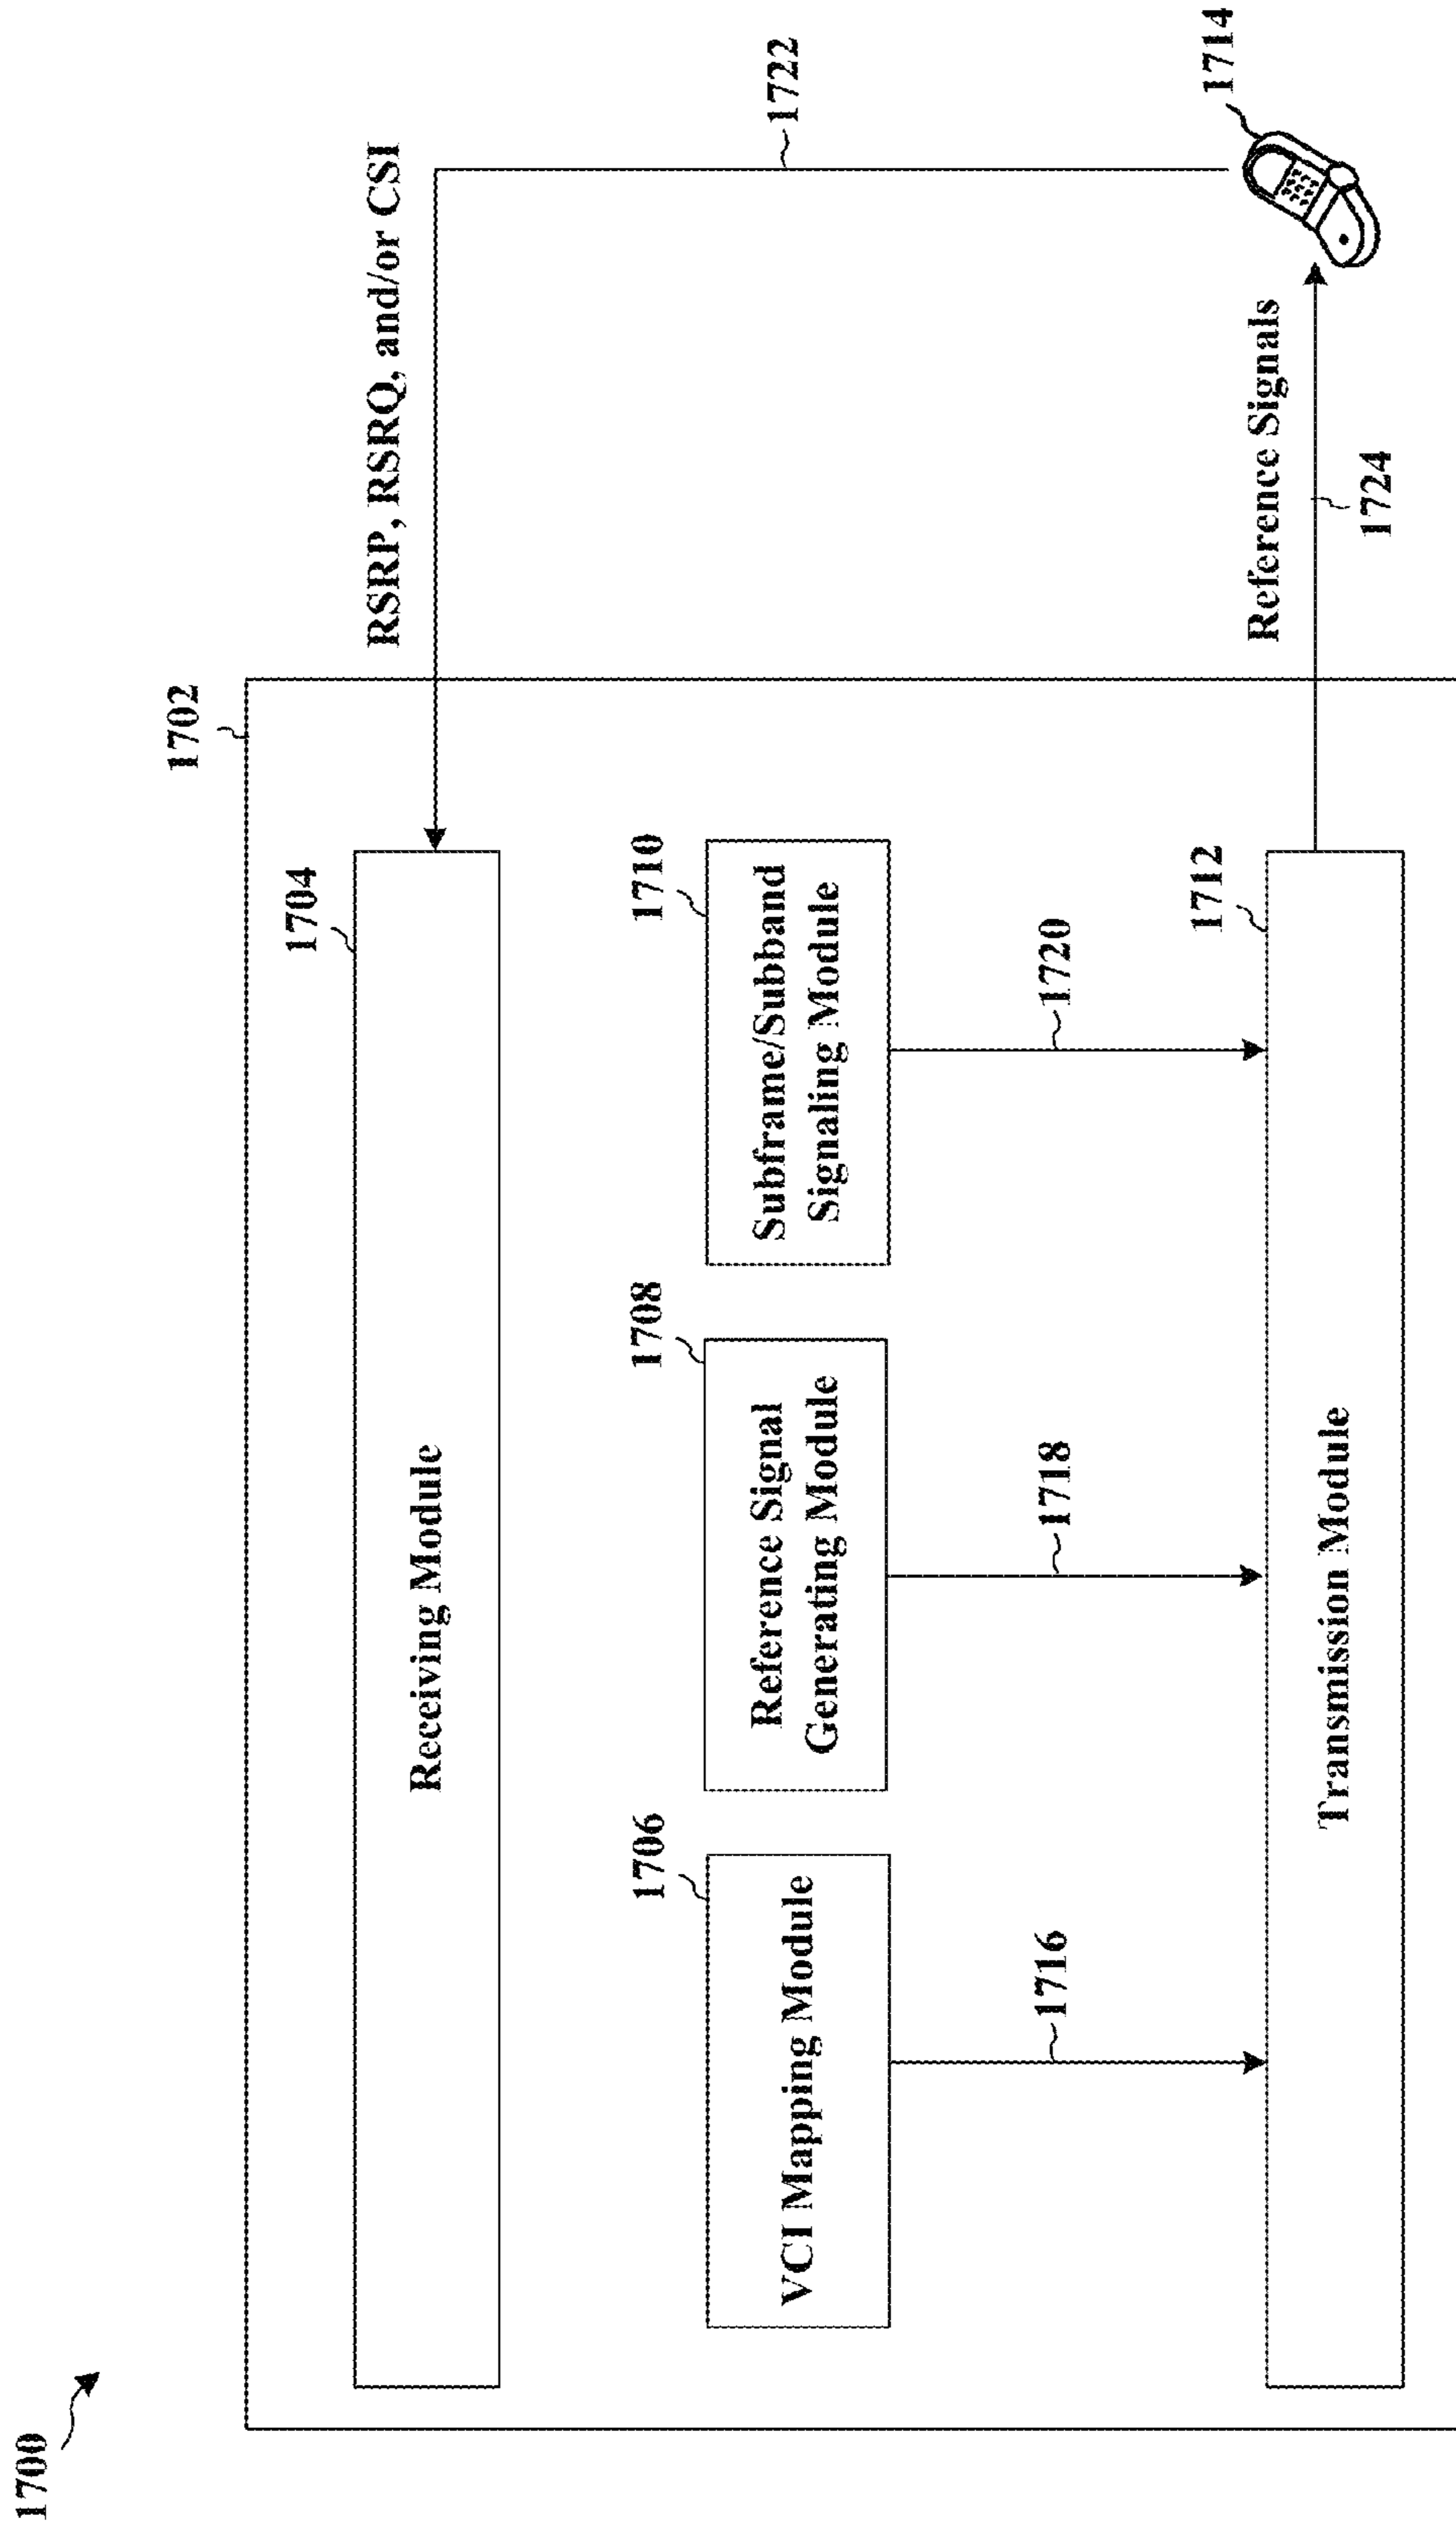 1700
1702
1704
Receiving Module
RSRP, RSRQ, and/or CSI
1722
1706
VCI Mapping Module
1708
Reference Signal
Generating Module
1710
Subframe/Subband
Signaling Module
1716
1718
1720
1712
Transmission Module
Reference Signals
1724
1714